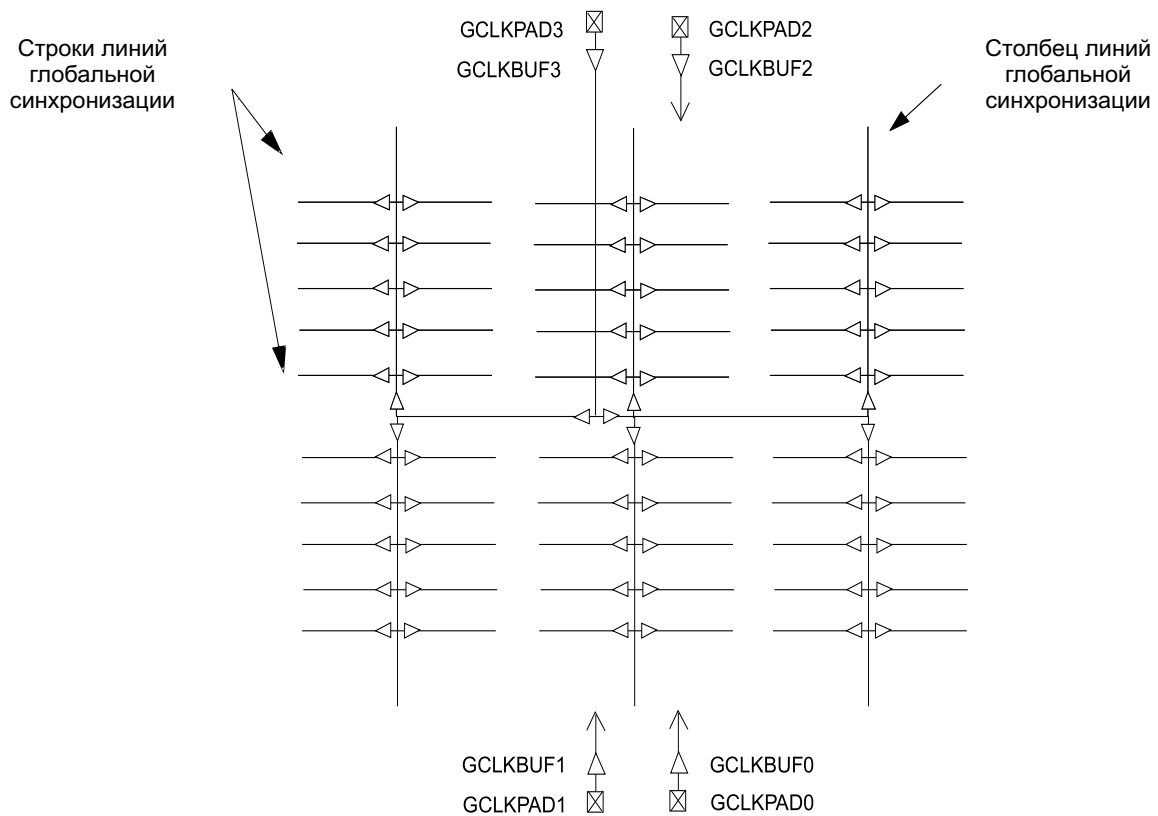 Строки линий
глобальной
синхронизации
GCLKPAD3
GCLKBUF3
GCLKPAD2
GCLKBUF2
Столбец линий
глобальной
синхронизации
GCLKBUF1
GCLKPAD1
GCLKBUF0
GCLKPAD0